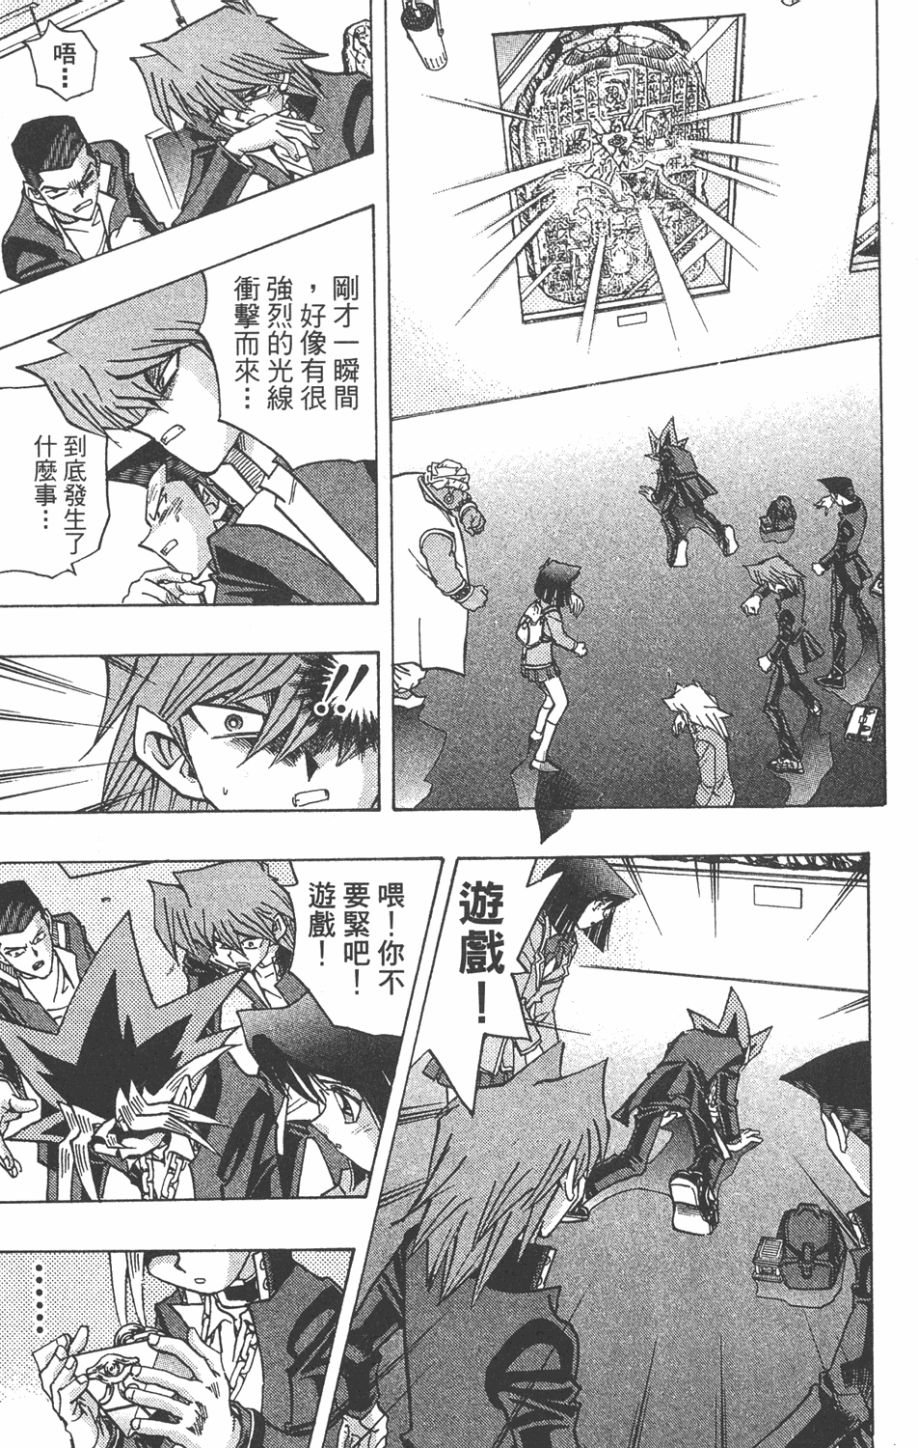 唔…
剛才一瞬間
，好像有很
強烈的光線
衝擊而來…
到底發生了
什麼事…
!!
遊戲！
喂！你不
要緊吧！
遊戲！
……